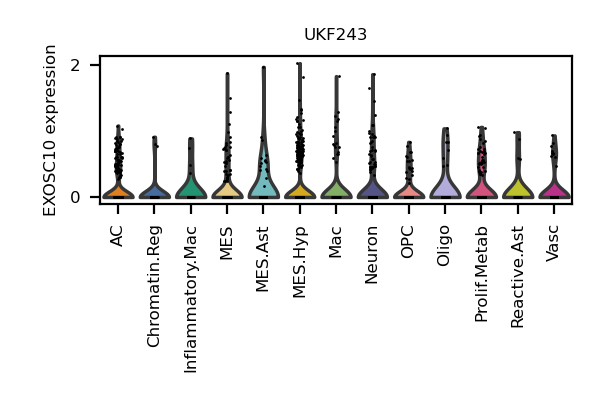 UKF243
EXOSC10 expression
2
0
AC
Chromatin.Reg
Inflammatory.Mac
MES
MES.Ast
MES.Hyp
Mac
Neuron
OPC
Oligo
Prolif.Metab
Reactive.Ast
Vasc